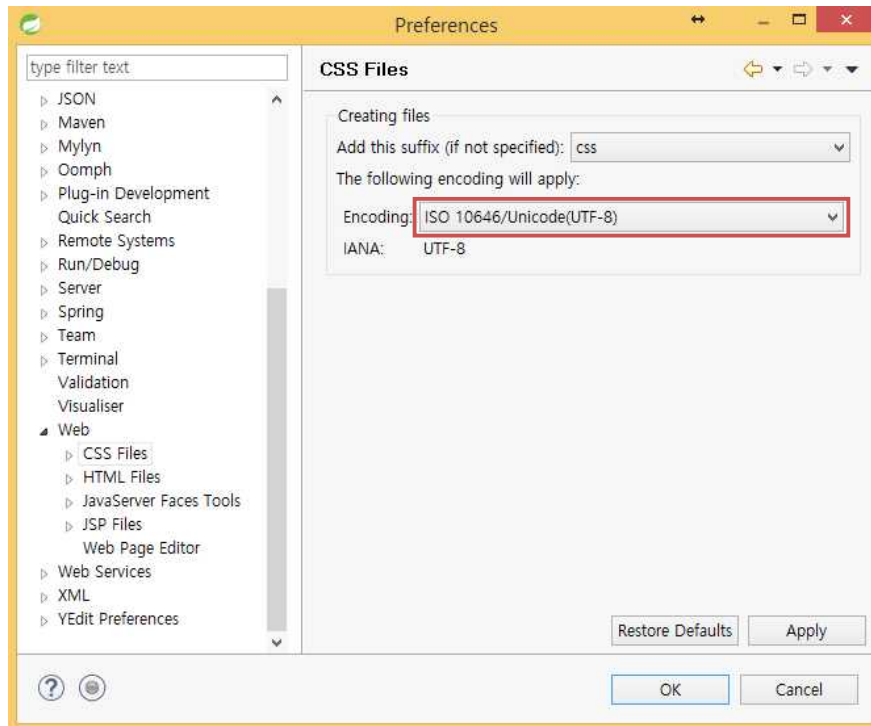 Preferences
type filter text
JSON
Maven
Mylyn
Oomph
Plug-in Development
Quick Search
Remote Systems
Run/Debug
Server
Spring
Team
Terminal
Validation
Visualiser
Web
CSS Files
HTML Files
JavaServer Faces Tools
JSP Files
Web Page Editor
Web Services
XML
YEdit Preferences
CSS Files
Creating files
Add this suffix (if not specified): css
The following encoding will apply:
Encoding: ISO 10646/Unicode(UTF-8)
IANA: UTF-8
Restore Defaults Apply
OK Cancel